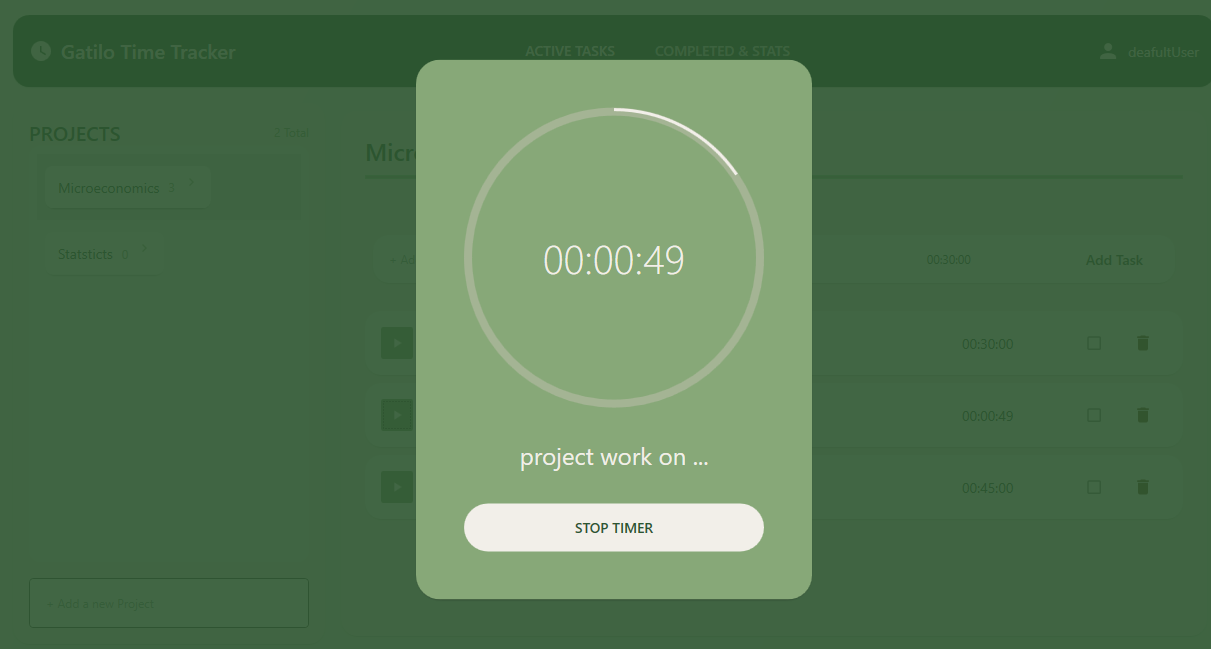 Gatilo Time Tracker
ACTIVE TASKS
COMPLETED & STATS
deafultUser
PROJECTS
2 Total
Microeconomics 3
Statsticts 0
+ Add a new Project
Micr
+ Ad
00:30:00
Add Task
00:30:00
00:00:49
00:45:00
00:00:49
project work on ...
STOP TIMER